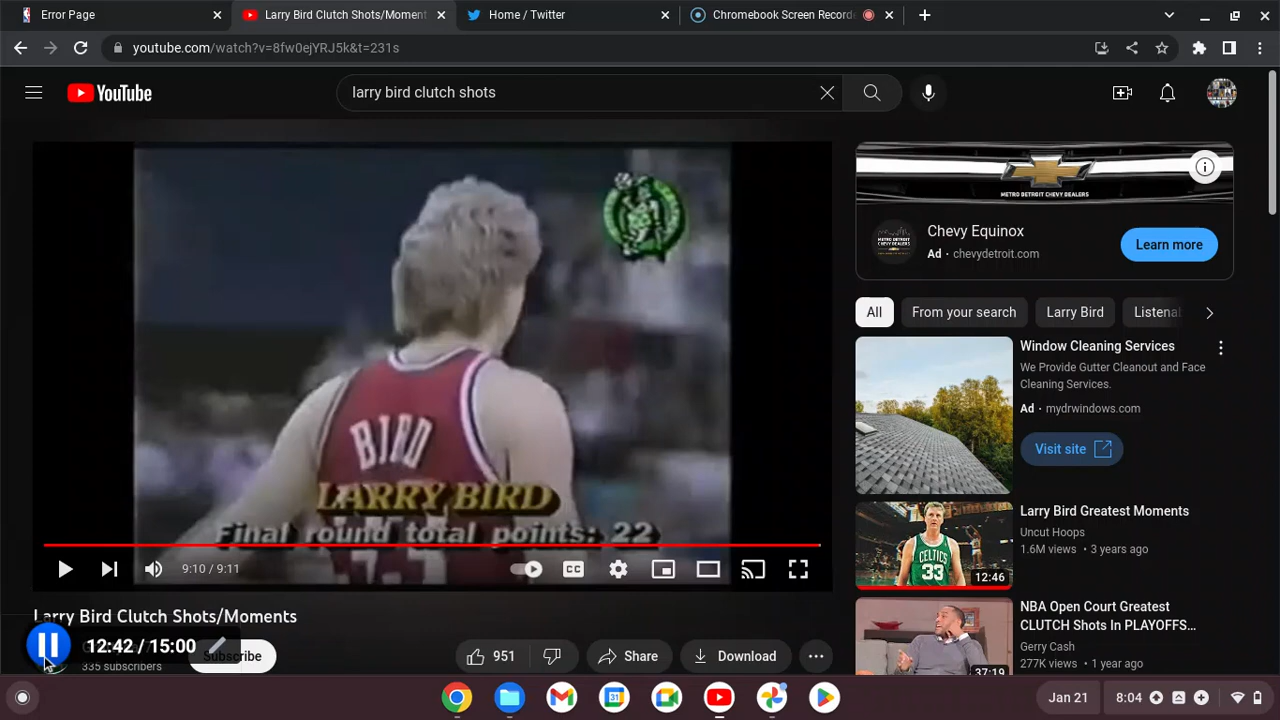 Error Page
Larry Bird Clutch Shots/Moment
Home / Twitter
Chromebook Screen Record
youtube.com/watch?v=8fw0ejYRJ5k&t=231s
YouTube
larry bird clutch shots
BIRD
LARRY BIRD
Final round total points: 22
9:10 / 9:11
CC
Larry Bird Clutch Shots/Moments
12:42 / 15:00
335 subscribers
Subscribe
951
Share
Download
METRO DETROIT CHEVY DEALERS
Chevy Equinox
Ad · chevydetroit.com
Learn more
All
From your search
Larry Bird
Listenal
Window Cleaning Services
We Provide Gutter Cleanout and Face
Cleaning Services.
Ad · mydrwindows.com
Visit site
CELTICS
33
12:46
Larry Bird Greatest Moments
Uncut Hoops
1.6M views · 3 years ago
37:19
NBA Open Court Greatest
CLUTCH Shots In PLAYOFFS...
Gerry Cash
277K views · 1 year ago
31
Jan 21
8:04